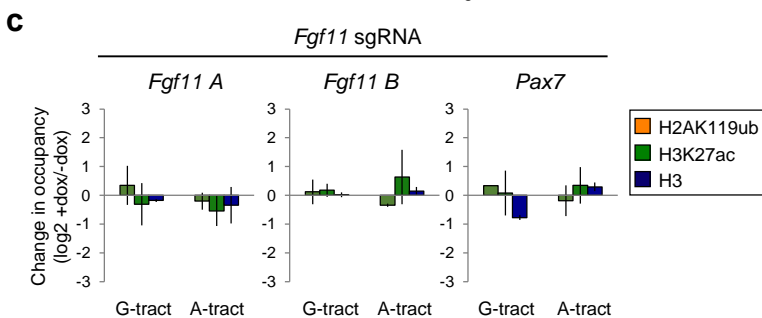 c
Fgf11 sgRNA
Fgf11 A
Fgf11 B
Pax7
Change in occupancy
(log2 +dox/-dox)
3
2
1
0
-1
-2
-3
3
2
1
0
-1
-2
-3
3
2
1
0
-1
-2
-3
G-tract A-tract
G-tract A-tract
G-tract A-tract
H2AK119ub
H3K27ac
H3